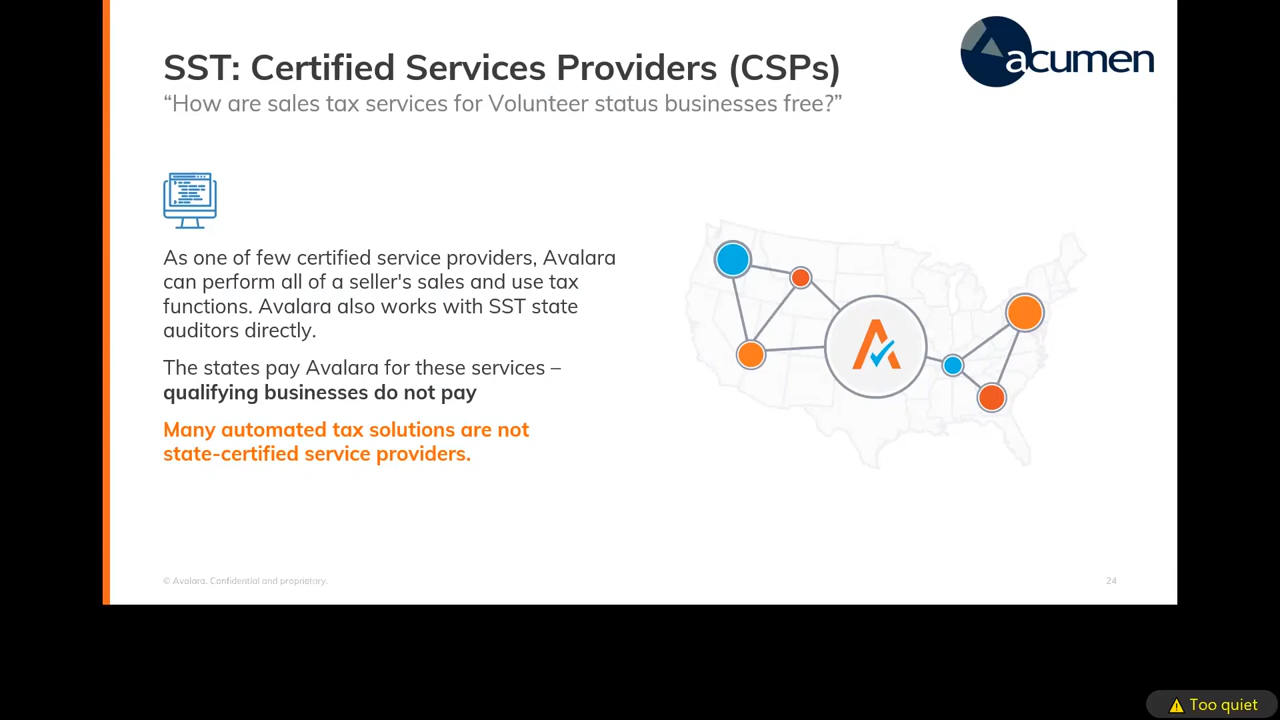 acumen
SST: Certified Services Providers (CSPs)
“How are sales tax services for Volunteer status businesses free?”
As one of few certified service providers, Avalara
can perform all of a seller's sales and use tax
functions. Avalara also works with SST state
auditors directly.
The states pay Avalara for these services –
qualifying businesses do not pay
Many automated tax solutions are not
state-certified service providers.
© Avalara. Confidential and proprietary.
24
Too quiet